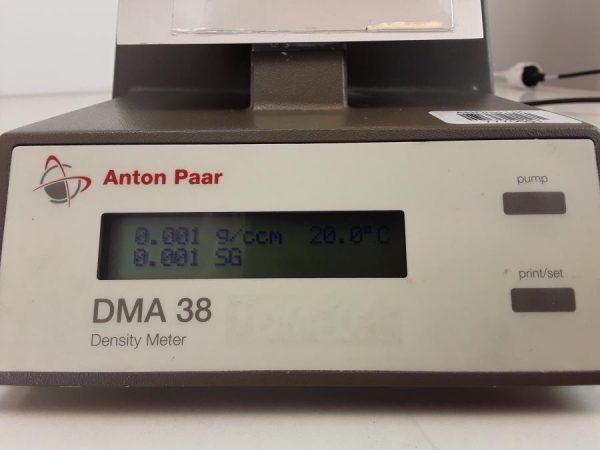 Anton Paar
pump
0.001 g/ccm 20.0°C
0.001 SG
print/set
DMA 38
Density Meter